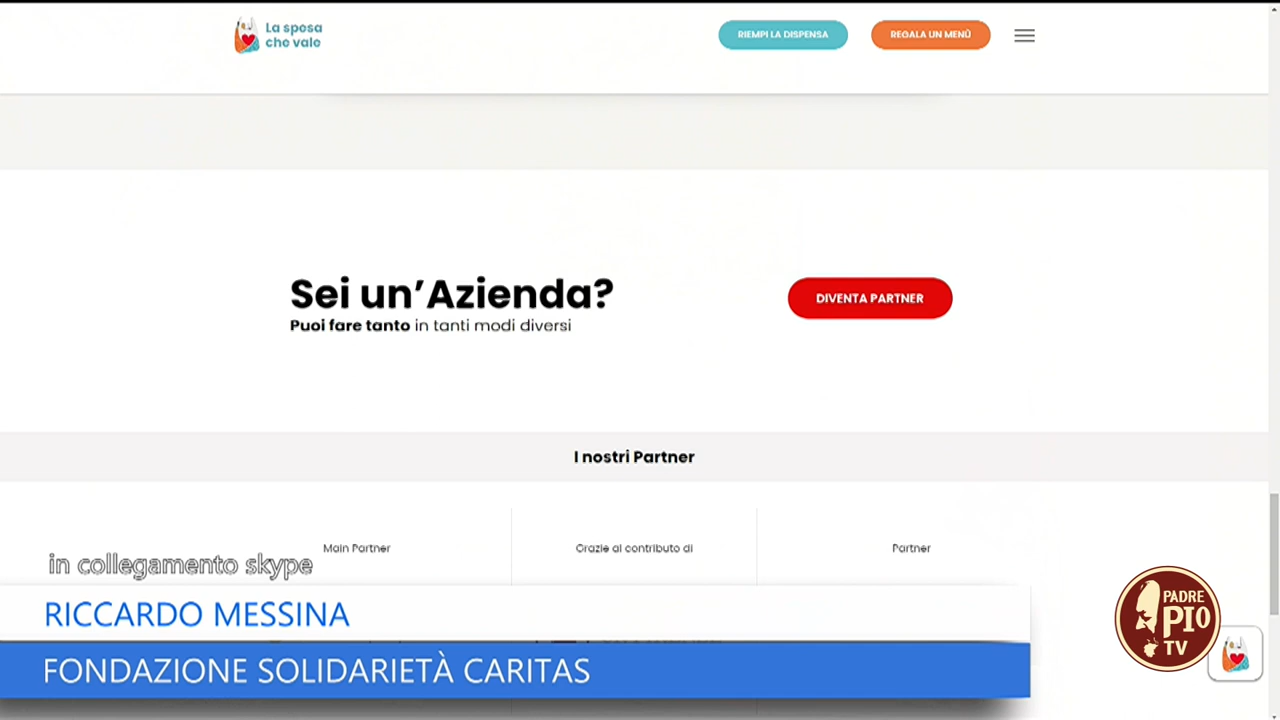 La spesa
che vale
RIEMPI LA DISPENSA
REGALA UN MENÙ
Sei un'Azienda?
DIVENTA PARTNER
Puoi fare tanto in tanti modi diversi
I nostri Partner
Main Partner
Grazie al contributo di
Partner
in collegamento skype
RICCARDO MESSINA
FONDAZIONE SOLIDARIETÀ CARITAS
PADRE
PIO
TV